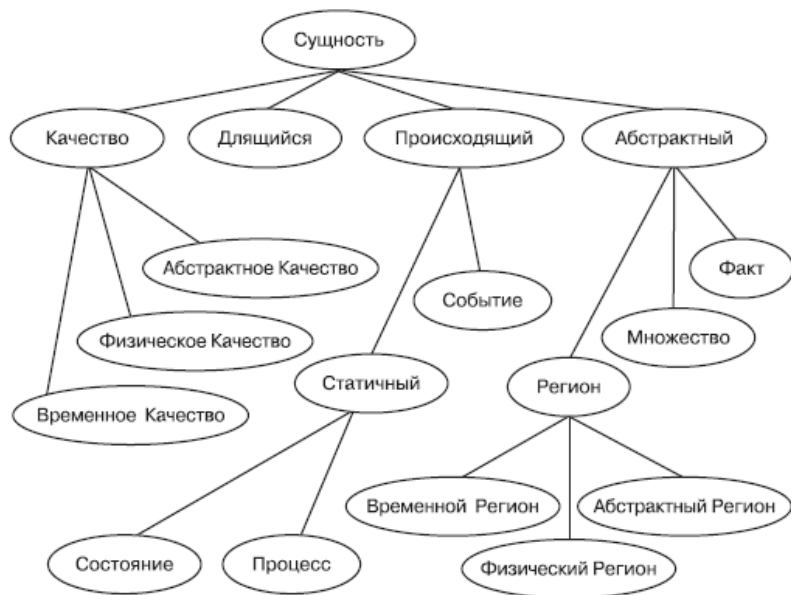 Сущность
Качество
Длящийся
Происходящий
Абстрактный
Абстрактное Качество
Факт
Событие
Физическое Качество
Множество
Статичный
Регион
Временное Качество
Временной Регион
Абстрактный Регион
Состояние
Процесс
Физический Регион